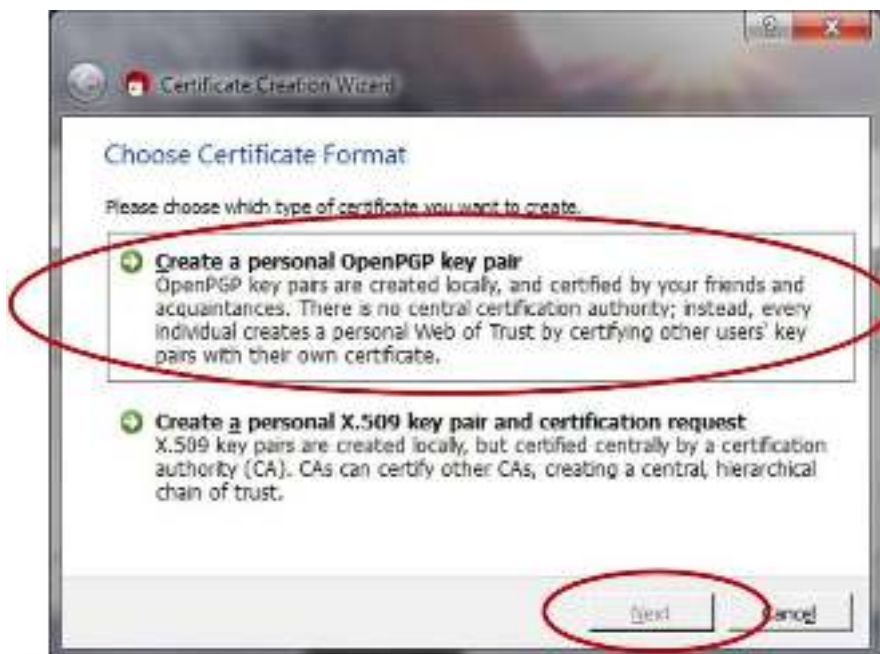 Certificate Creation Wizard
Choose Certificate Format
Please choose which type of certificate you want to create.
Create a personal OpenPGP key pair
OpenPGP key pairs are created locally, and certified by your friends and
acquaintances. There is no central certification authority; instead, every
individual creates a personal Web of Trust by certifying other users' key
pairs with their own certificate.
Create a personal X.509 key pair and certification request
X.509 key pairs are created locally, but certified centrally by a certification
authority (CA). CAs can certify other CAs, creating a central, hierarchical
chain of trust.
Next Cancel